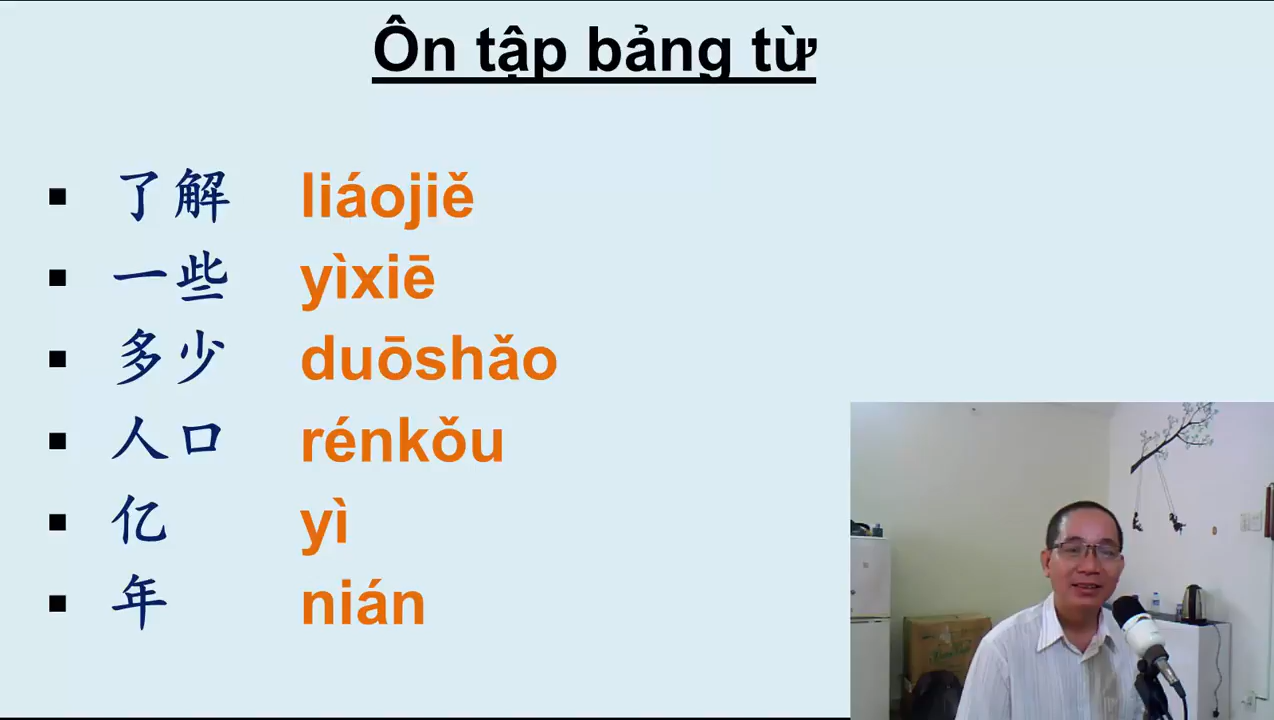 Ôn tập bảng từ
▪ 了解 liáojiě
▪ 一些 yìxiē
▪ 多少 duōshǎo
▪ 人口 rénkǒu
▪ 亿 yì
▪ 年 nián